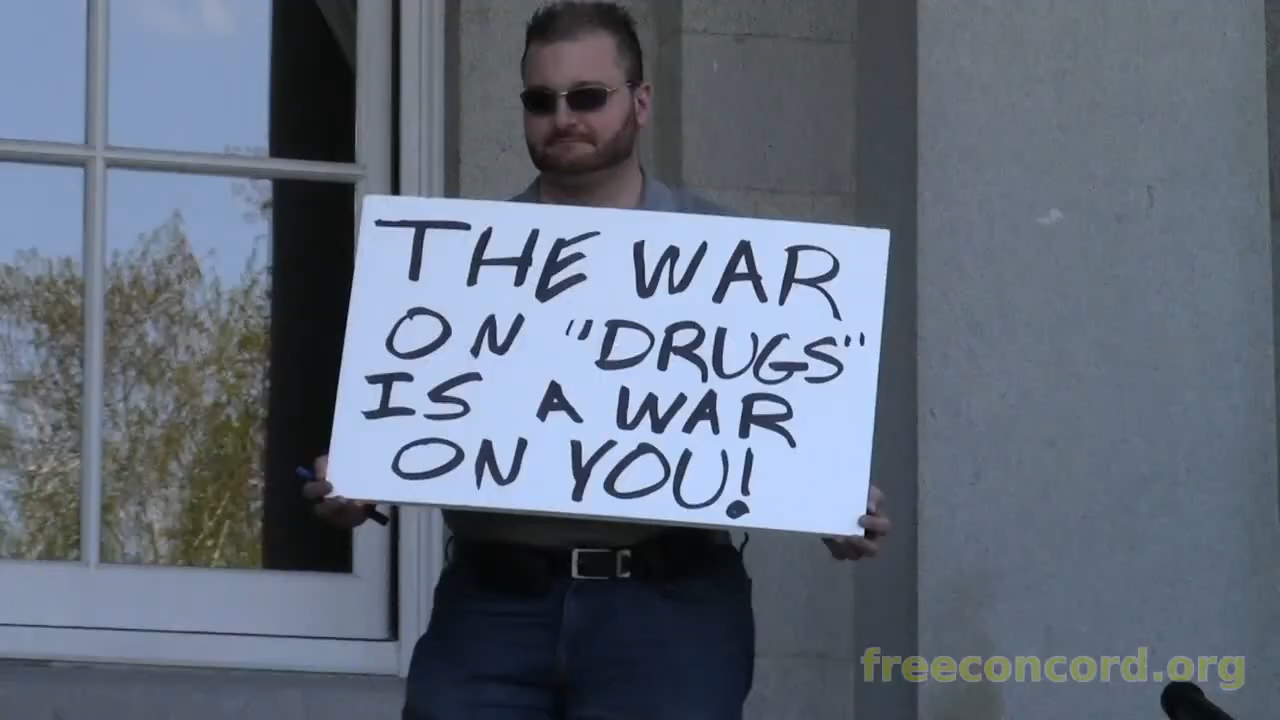 THE WAR
ON "DRUGS"
IS A WAR
ON YOU!
freeconcord.org